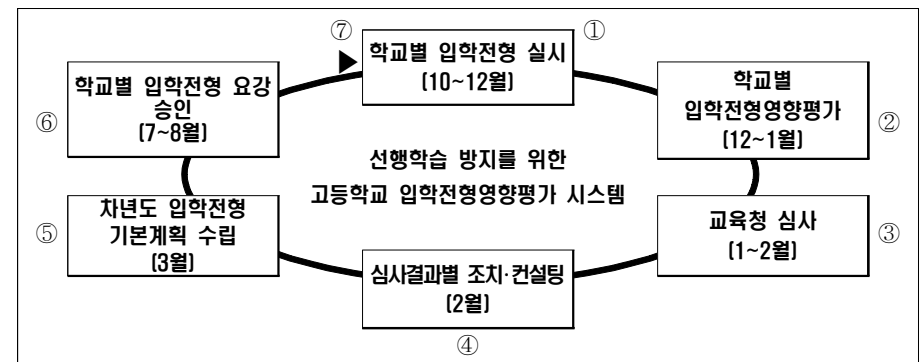 ⑦
①
학교별 입학전형 실시
(10~12월)
학교별 입학전형 요강
승인
(7~8월)
⑥
학교별
입학전형영향평가
(12~1월)
②
선행학습 방지를 위한
고등학교 입학전형영향평가 시스템
⑤
차년도 입학전형
기본계획 수립
(3월)
교육청 심사
(1~2월)
③
심사결과별 조치·컨설팅
(2월)
④